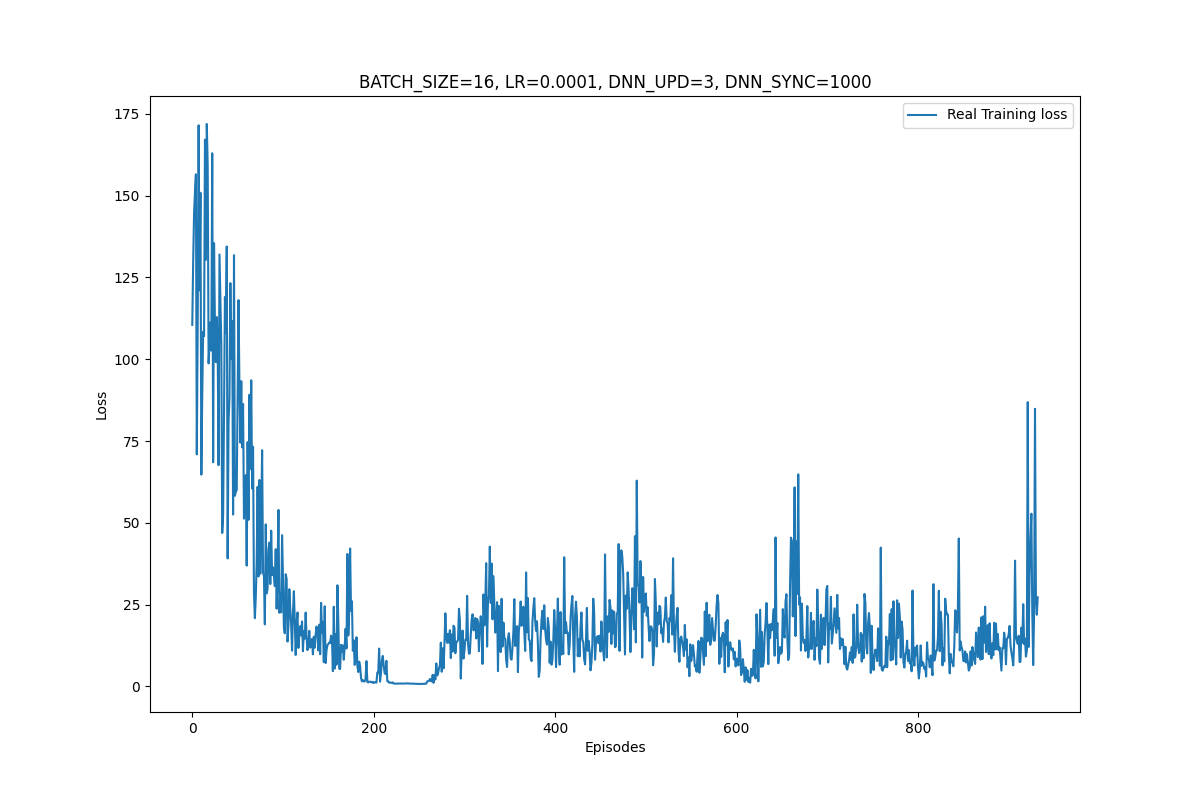 BATCH_SIZE=16, LR=0.0001, DNN_UPD=3, DNN_SYNC=1000
Real Training loss
175
150
125
100
75
50
25
0
Loss
0 200 400 600 800
Episodes